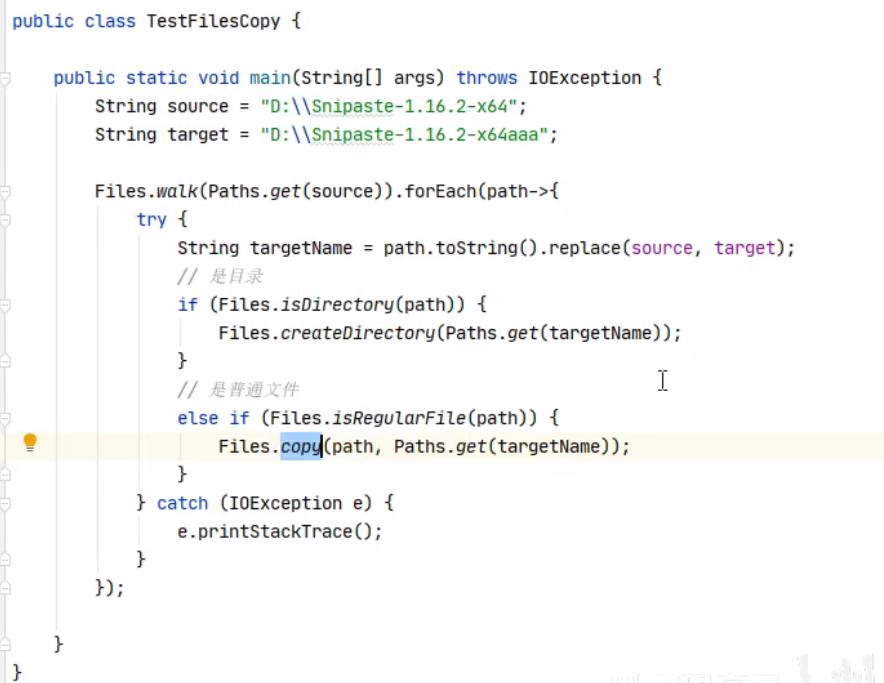 public class TestFilesCopy {
public static void main(String[] args) throws IOException {
String source = "D:\\Snipaste-1.16.2-x64";
String target = "D:\\Snipaste-1.16.2-x64aaa";
Files.walk(Paths.get(source)).forEach(path->{
try {
String targetName = path.toString().replace(source, target);
// 是目录
if (Files.isDirectory(path)) {
Files.createDirectory(Paths.get(targetName));
}
// 是普通文件
else if (Files.isRegularFile(path)) {
Files.copy(path, Paths.get(targetName));
}
} catch (IOException e) {
e.printStackTrace();
}
});
}
}